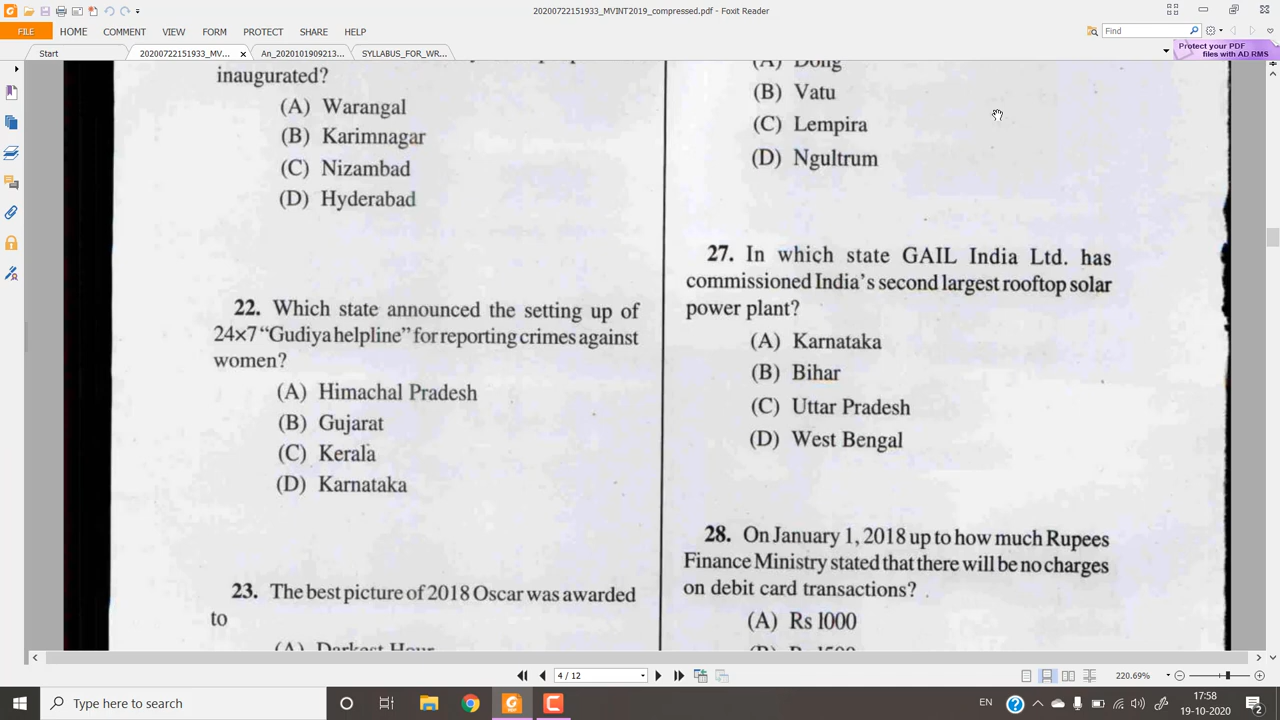 20200722151933_MVINT2019_compressed.pdf - Foxit Reader
FILE HOME COMMENT VIEW FORM PROTECT SHARE HELP
Find
Start 20200722151933_MV... An_2020101909213... SYLLABUS_FOR_WR...
Protect your PDF
files with AD RMS
inaugurated?
(A) Warangal
(B) Karimnagar
(C) Nizambad
(D) Hyderabad
22. Which state announced the setting up of
24×7 “Gudiya helpline” for reporting crimes against
women?
(A) Himachal Pradesh
(B) Gujarat
(C) Kerala
(D) Karnataka
23. The best picture of 2018 Oscar was awarded
to
(A) Darkest Hour
(A) Dong
(B) Vatu
(C) Lempira
(D) Ngultrum
27. In which state GAIL India Ltd. has
commissioned India's second largest rooftop solar
power plant?
(A) Karnataka
(B) Bihar
(C) Uttar Pradesh
(D) West Bengal
28. On January 1, 2018 up to how much Rupees
Finance Ministry stated that there will be no charges
on debit card transactions?
(A) Rs 1000
4 / 12
220.69%
Type here to search
EN
17:58
19-10-2020
2